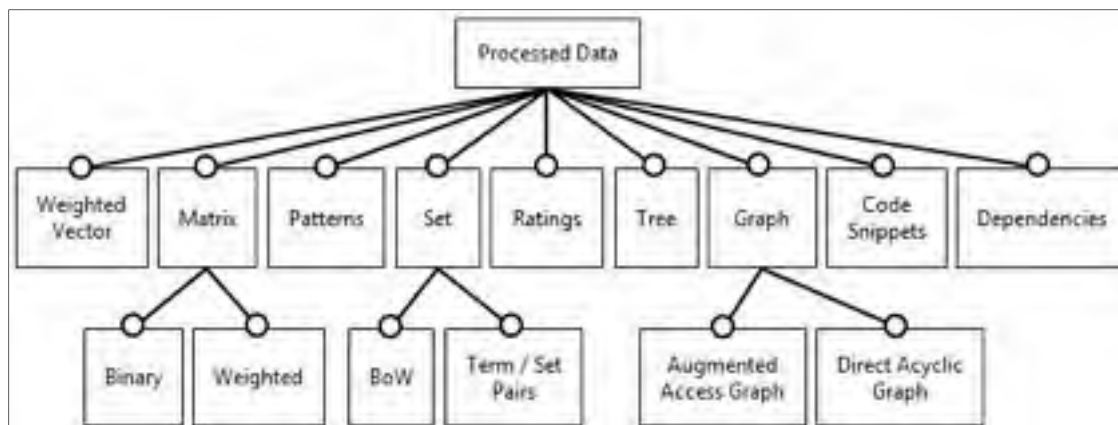 Processed Data
Weighted
Vector
Matrix
Patterns
Set
Ratings
Tree
Graph
Code
Snippets
Dependencies
Binary
Weighted
BoW
Term / Set
Pairs
Augmented
Access Graph
Direct Acyclic
Graph